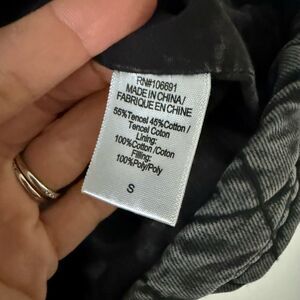 RN#106691
MADE IN CHINA/
FABRIQUE EN CHINE
55%Tencel 45%Cotton/
Tencel Coton
Lining:
100%Cotton/Coton
Filling:
100%Poly/Poly
S